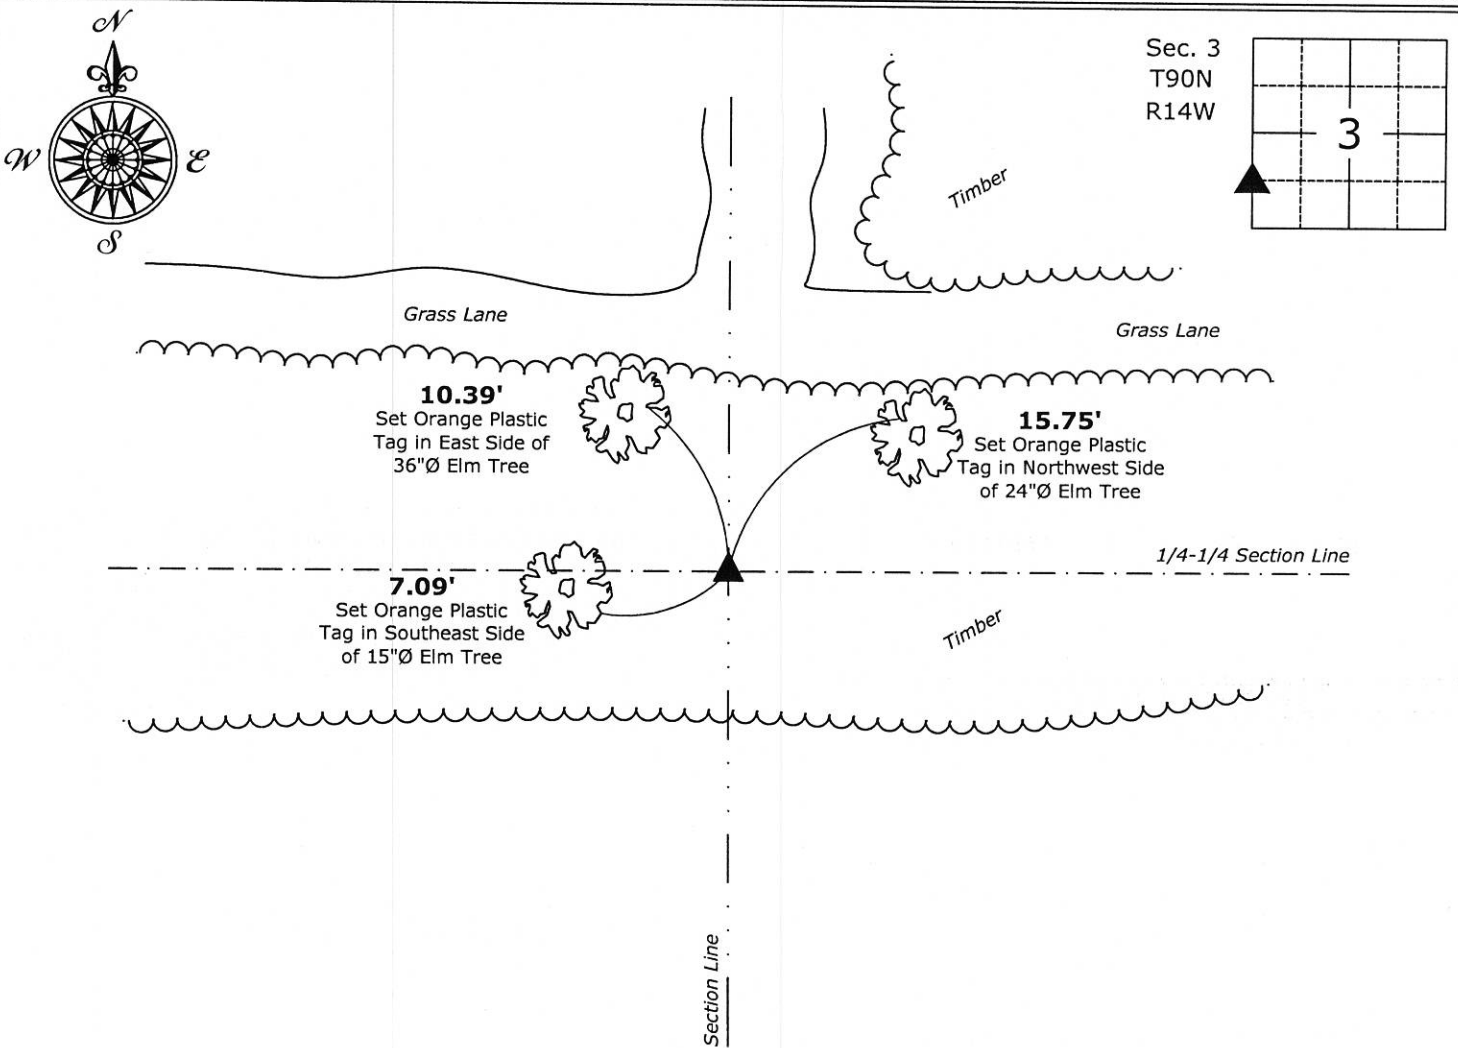 N
W
E
S
Sec. 3
T90N
R14W
3
Timber
Grass Lane
Grass Lane
10.39'
Set Orange Plastic
Tag in East Side of
36"Ø Elm Tree
15.75'
Set Orange Plastic
Tag in Northwest Side
of 24"Ø Elm Tree
1/4-1/4 Section Line
7.09'
Set Orange Plastic
Tag in Southeast Side
of 15"Ø Elm Tree
Timber
Section Line